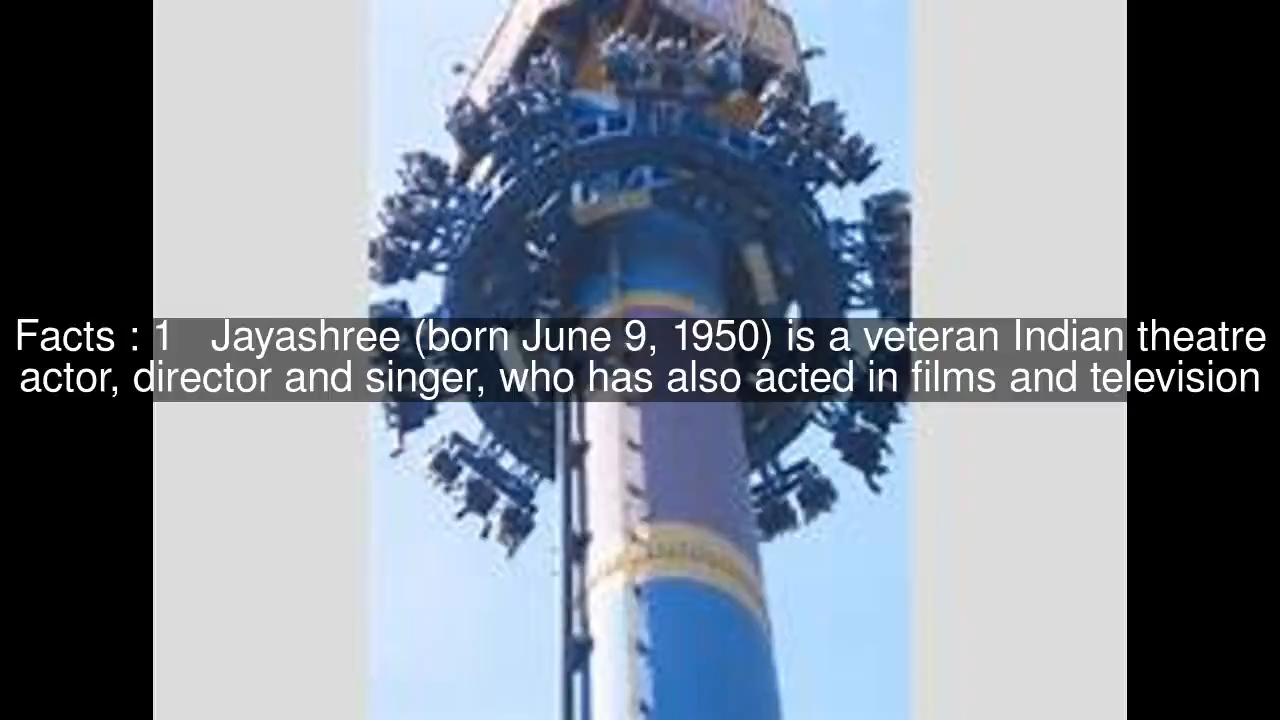 Facts : 1   Jayashree (born June 9, 1950) is a veteran Indian theatre
actor, director and singer, who has also acted in films and television